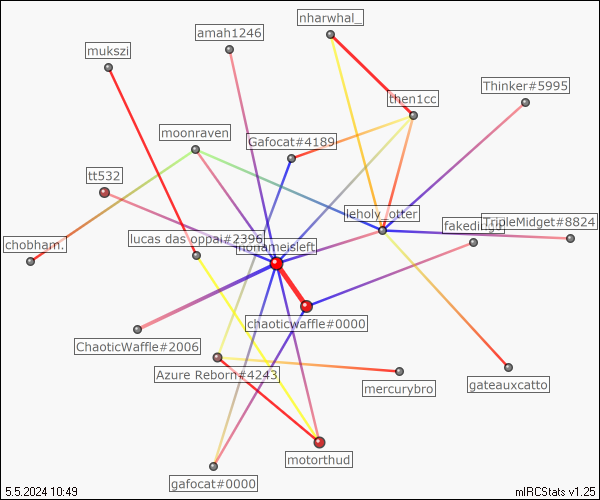 nharwhal_
amah1246
mukszi
Thinker#5995
then1cc
moonraven
Gafocat#4189
tt532
leholy_otter
TripleMidget#8824
lucas das oppai#2396
chobham.
chaoticwaffle#0000
ChaoticWaffle#2006
Azure Reborn#4243
mercurybro
gateauxcatto
motorthud
gafocat#0000
5.5.2024 10:49
mIRCStats v1.25